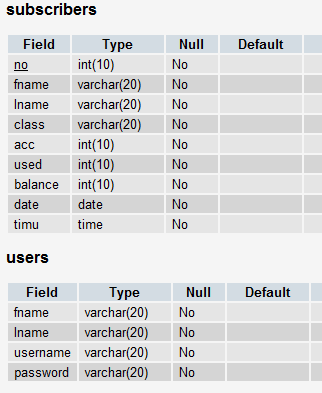 subscribers
Field Type Null Default
no int(10) No
fname varchar(20) No
lname varchar(20) No
class varchar(20) No
acc int(10) No
used int(10) No
balance int(10) No
date date No
timu time No
users
Field Type Null Default
fname varchar(20) No
lname varchar(20) No
username varchar(20) No
password varchar(20) No